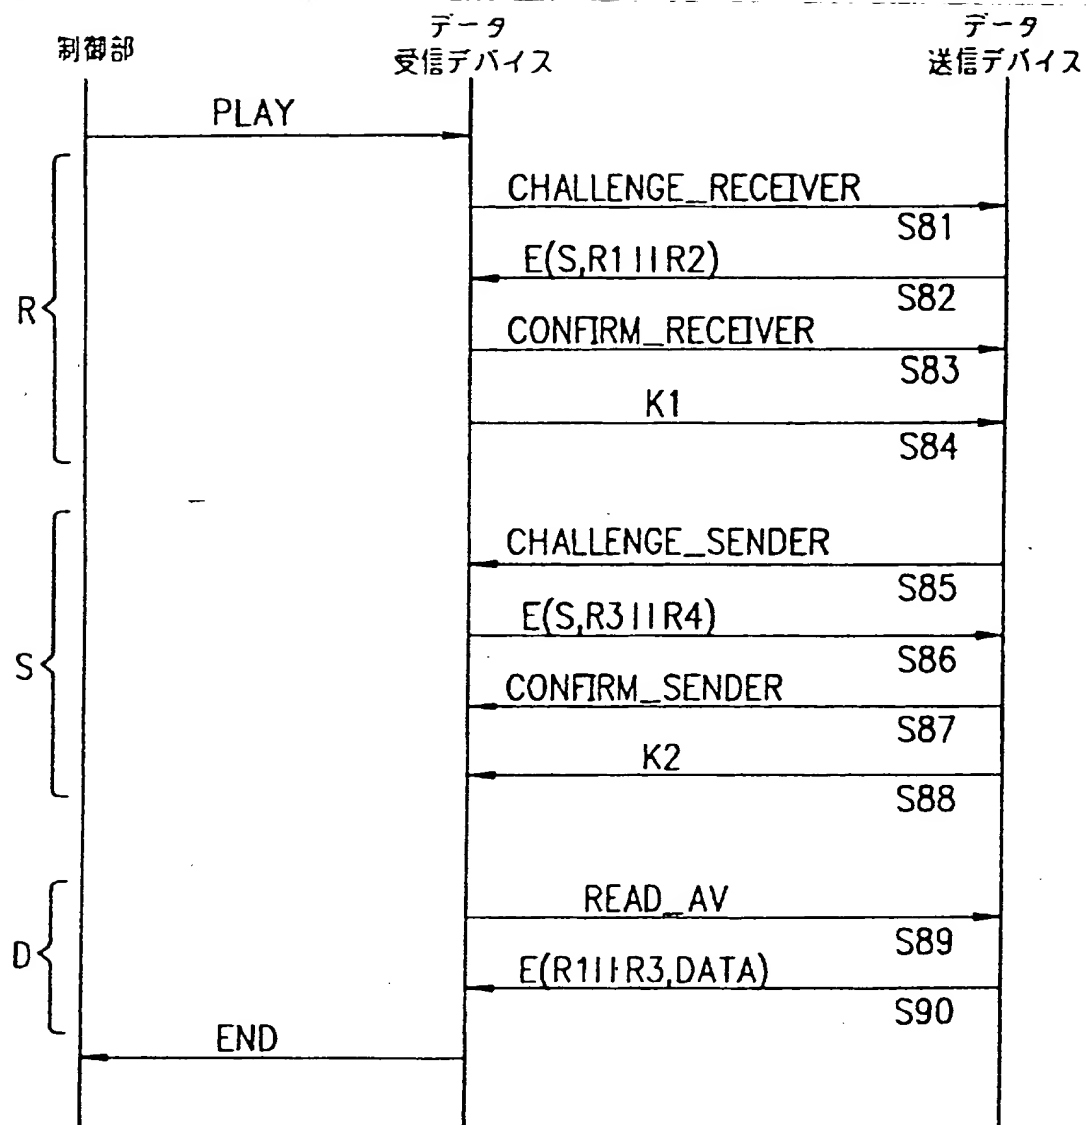 制御部
データ
受信デバイス
データ
送信デバイス
PLAY
CHALLENGE_RECEIVER
S81
E(S,R1||R2)
S82
R
CONFIRM_RECEIVER
S83
K1
S84
CHALLENGE_SENDER
S85
E(S,R3||R4)
S86
S
CONFIRM_SENDER
S87
K2
S88
READ_AV
S89
D
E(R1||R3,DATA)
S90
END